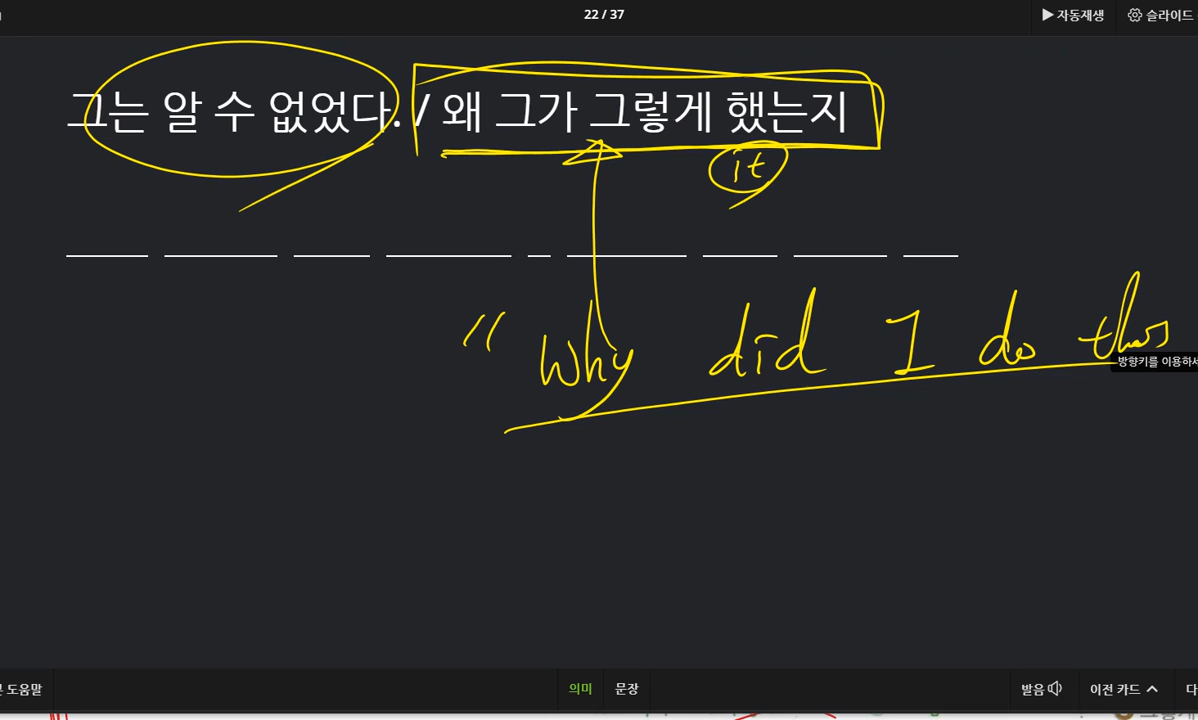 22 / 37
자동재생
슬라이드
그는 알 수 없었다. / 왜 그가 그렇게 했는지
it
"Why did I do this
방향키를 이용하세
도움말
의미
문장
발음
이전 카드
다